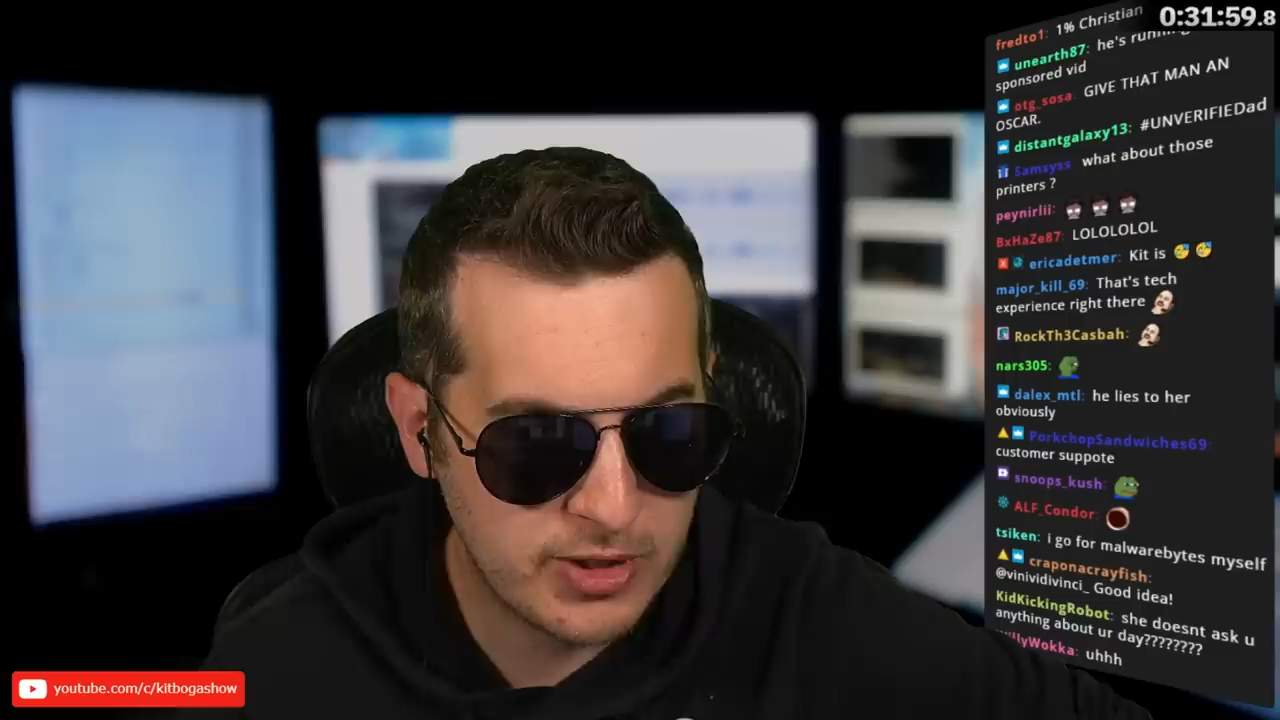 0:31:59.8
fredto1: 1% Christian
unearth87: he's running
sponsored vid
otg_sosa: GIVE THAT MAN AN
OSCAR.
distantgalaxy13: #UNVERIFIEDad
Samsyss what about those
printers ?
peynirlii:
BxHaZe87: LOLOLOLOL
ericadetmer: Kit is
major_kill_69: That's tech
experience right there
RockTh3Casbah:
nars305:
dalex_mtl: he lies to her
obviously
PorkchopSandwiches69:
customer suppote
snoops_kush:
ALF_Condor:
tsiken: i go for malwarebytes myself
craponacrayfish:
@vinividivinci_ Good idea!
KidKickingRobot: she doesnt ask u
anything about ur day????????
illyWokka: uhhh
youtube.com/c/kitbogashow